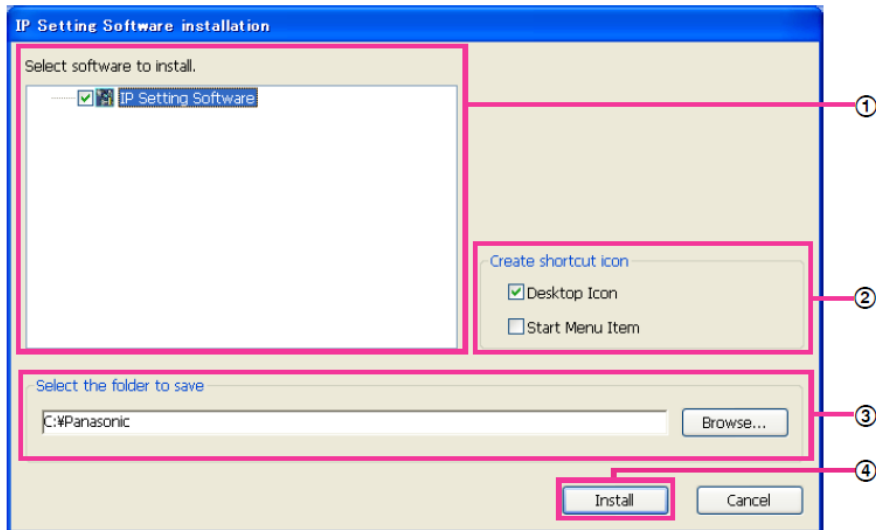 IP Setting Software installation
Select software to install.
IP Setting Software
①
Create shortcut icon
Desktop Icon
②
Start Menu Item
Select the folder to save
C:¥Panasonic
Browse...
③
④
Install
Cancel